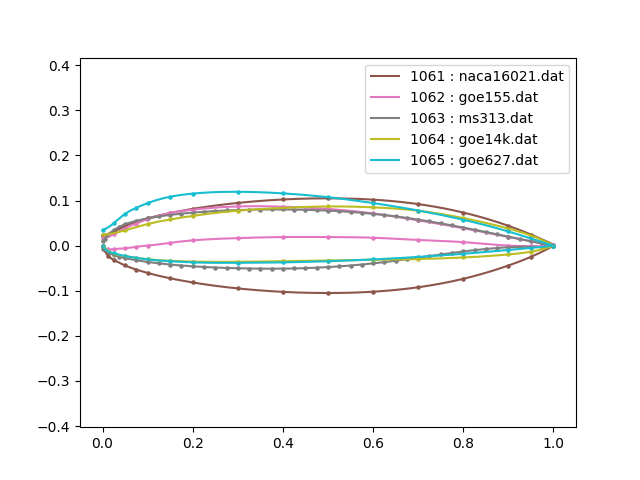 0.4
0.3
0.2
0.1
0.0
−0.1
−0.2
−0.3
−0.4
0.0 0.2 0.4 0.6 0.8 1.0
1061 : naca16021.dat
1062 : goe155.dat
1063 : ms313.dat
1064 : goe14k.dat
1065 : goe627.dat